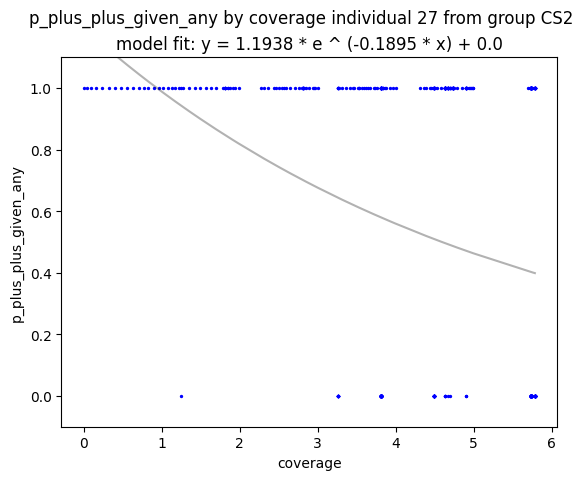 p_plus_plus_given_any by coverage individual 27 from group CS2
model fit: y = 1.1938 * e ^ (-0.1895 * x) + 0.0
p_plus_plus_given_any
1.0
0.8
0.6
0.4
0.2
0.0
0 1 2 3 4 5 6
coverage